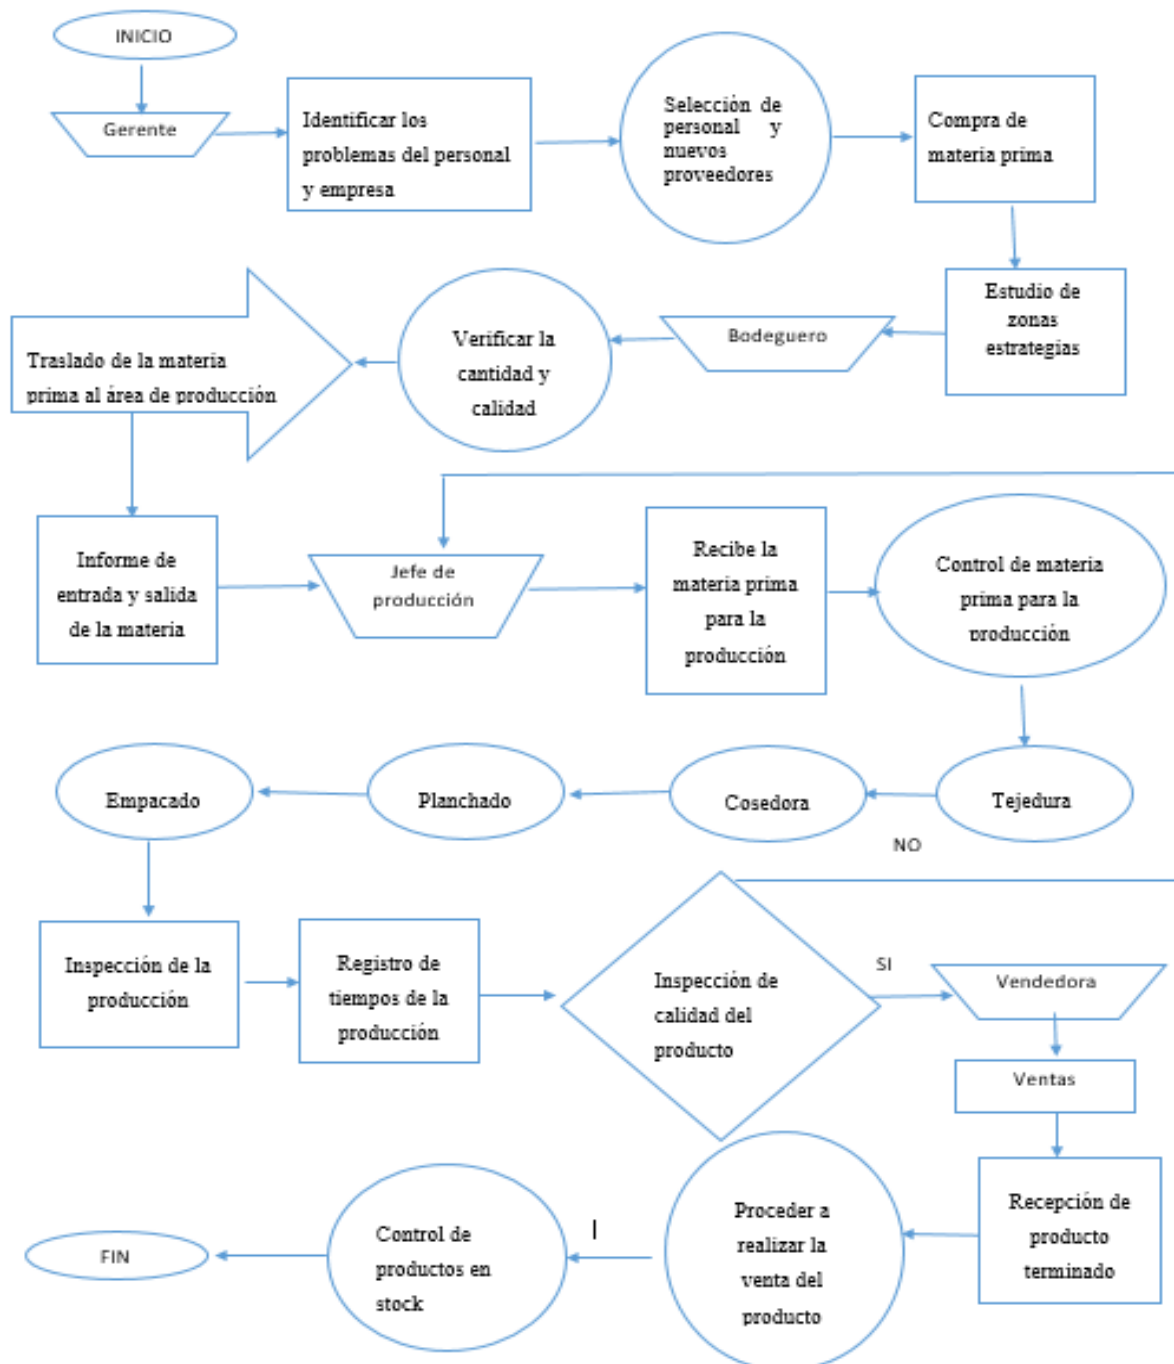 INICIO
Gerente
Identificar los
problemas del personal
y empresa
Selección de
personal y
nuevos
proveedores
Compra de
materia prima
Estudio de
zonas
estrategias
Bodeguero
Verificar la
cantidad y
calidad
Traslado de la materia
prima al área de producción
Informe de
entrada y salida
de la materia
Jefe de
producción
Recibe la
materia prima
para la
producción
Control de materia
prima para la
producción
Tejedura
Cosedora
Planchado
Empacado
NO
Inspección de la
producción
Registro de
tiempos de la
producción
Inspección de
calidad del
producto
SI
Vendedora
Ventas
Recepción de
producto
terminado
Proceder a
realizar la
venta del
producto
Control de
productos en
stock
FIN